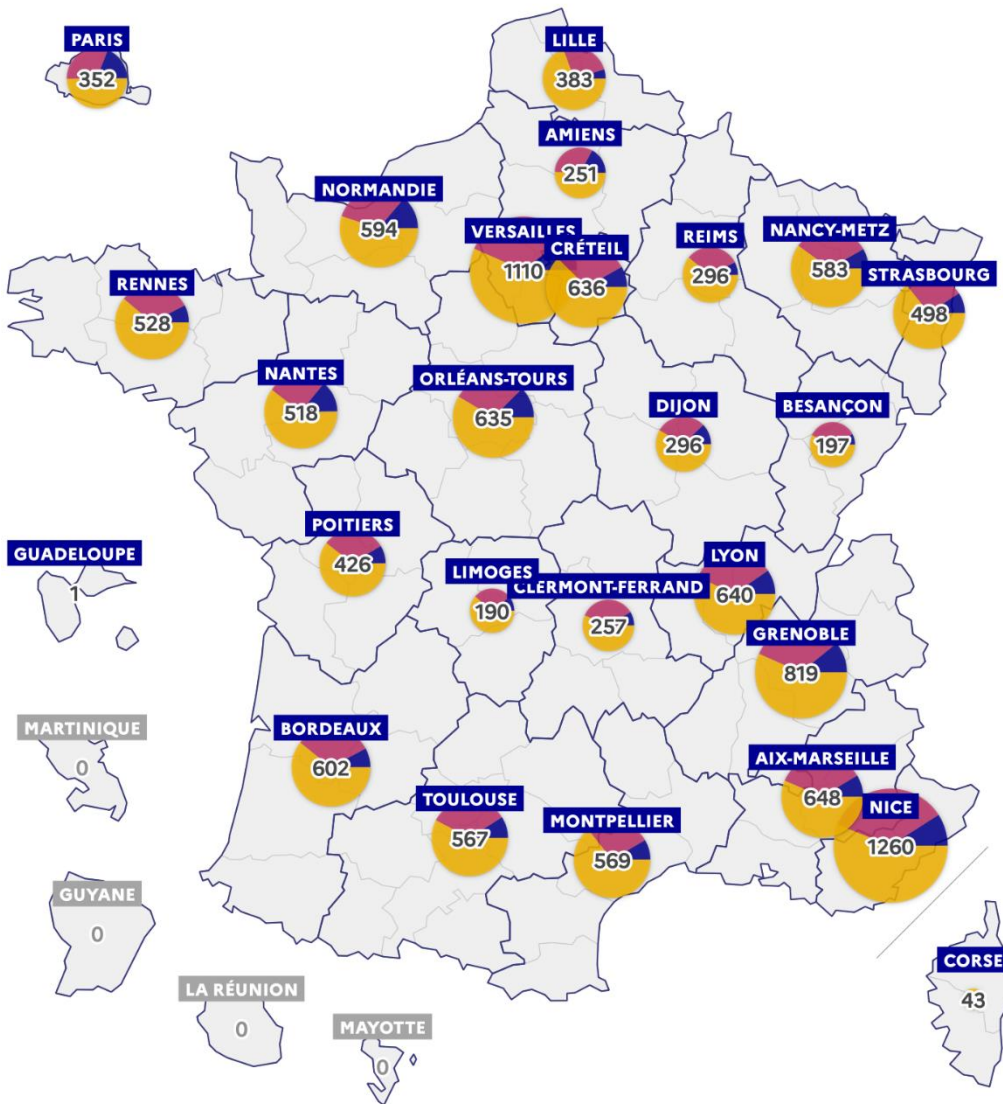 PARIS
352
LILLE
383
AMIENS
251
NORMANDIE
594
VERSAILLES
1110
CRÉTEIL
636
REIMS
296
NANCY-METZ
583
STRASBOURG
498
RENNES
528
NANTES
518
ORLÉANS-TOURS
635
DIJON
296
BESANÇON
197
POITIERS
426
GUADELOUPE
1
LIMOGES
190
CLERMONT-FERRAND
257
LYON
640
GRENOBLE
819
MARTINIQUE
0
BORDEAUX
602
AIX-MARSEILLE
648
TOULOUSE
567
MONTPELLIER
569
NICE
1260
GUYANE
0
CORSE
43
LA RÉUNION
0
MAYOTTE
0